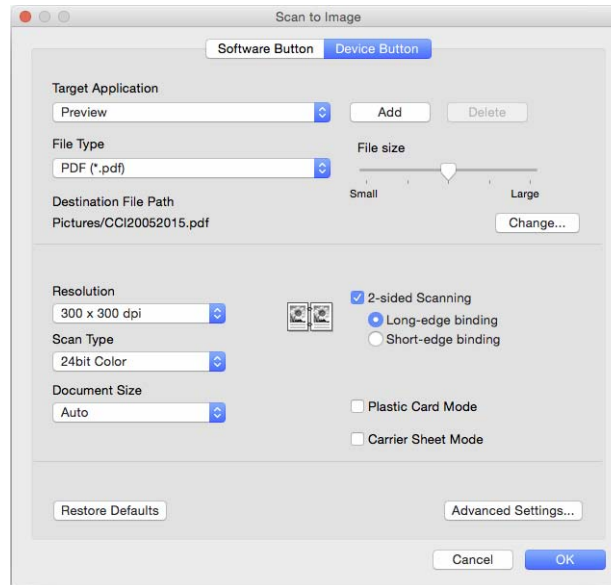 Scan to Image
Software Button Device Button
Target Application
Preview Add Delete
File Type File size
PDF (*.pdf)
Small Large
Destination File Path
Pictures/CCI20052015.pdf Change...
Resolution
300 x 300 dpi
2-sided Scanning
Long-edge binding
Short-edge binding
Scan Type
24bit Color
Document Size
Auto
Plastic Card Mode
Carrier Sheet Mode
Restore Defaults Advanced Settings...
Cancel OK